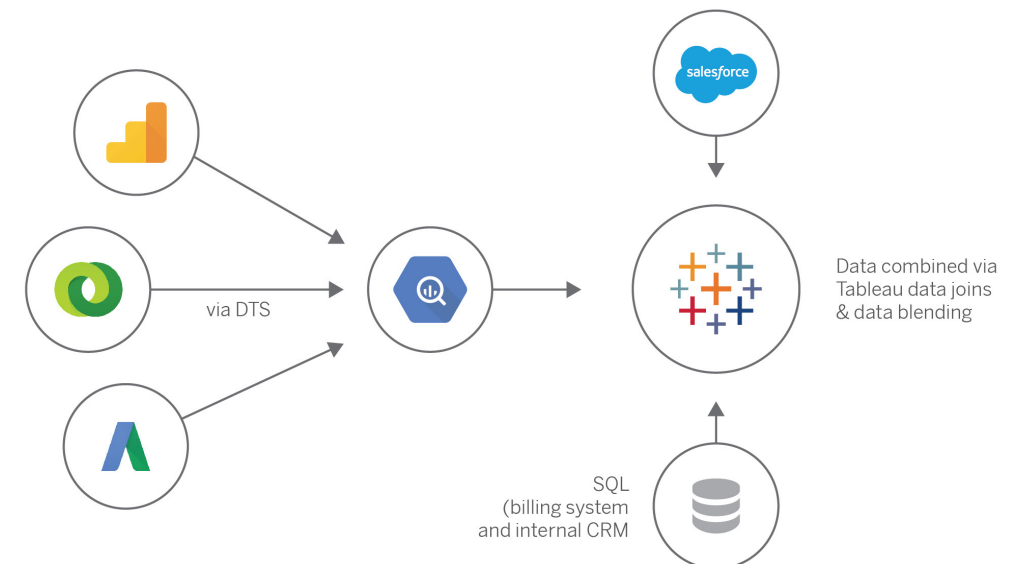 salesforce
via DTS
Data combined via
Tableau data joins
& data blending
SQL
(billing system
and internal CRM